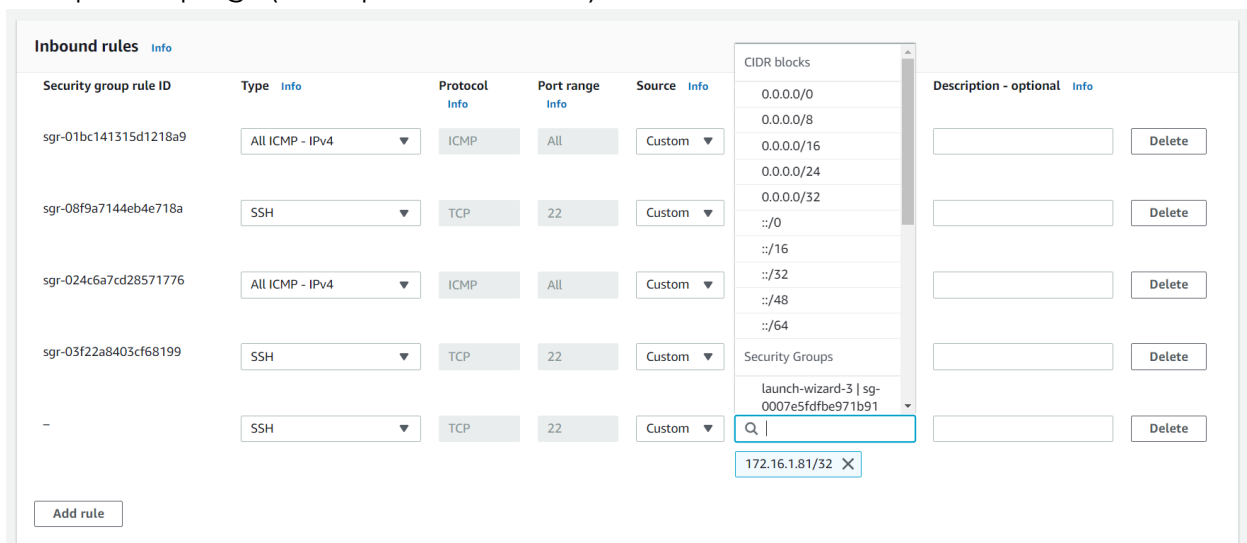 Inbound rules Info
Security group rule ID Type Info Protocol Info Port range Info Source Info Description - optional Info
CIDR blocks
0.0.0.0/0
0.0.0.0/8
0.0.0.0/16
0.0.0.0/24
0.0.0.0/32
::/0
::/16
::/32
::/48
::/64
Security Groups
launch-wizard-3 | sg-
0007e5fdfbe971b91
sgr-01bc141315d1218a9 All ICMP - IPv4 ICMP All Custom Delete
sgr-08f9a7144eb4e718a SSH TCP 22 Custom Delete
sgr-024c6a7cd28571776 All ICMP - IPv4 ICMP All Custom Delete
sgr-03f22a8403cf68199 SSH TCP 22 Custom Delete
– SSH TCP 22 Custom Delete
172.16.1.81/32
Add rule